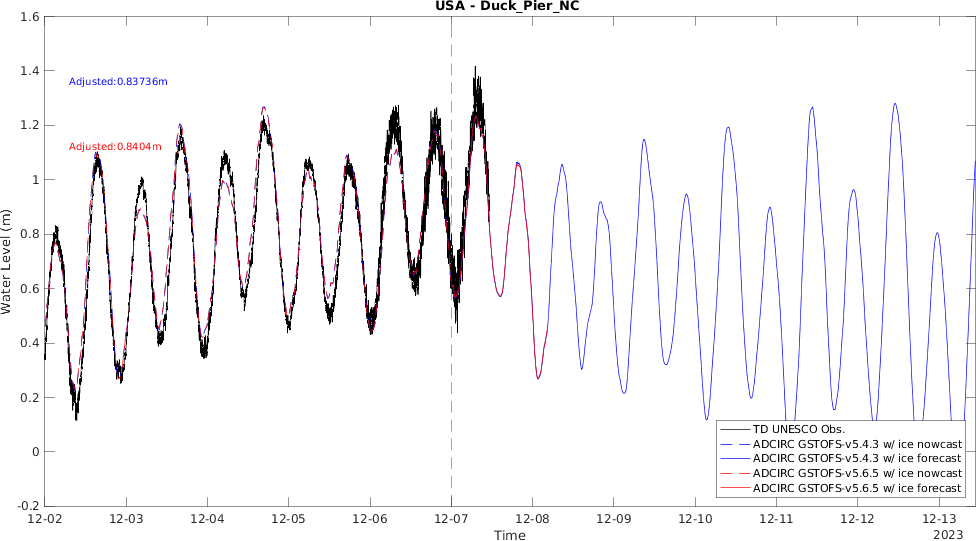 USA - Duck_Pier_NC
1.6
1.4
1.2
1
0.8
0.6
0.4
0.2
0
-0.2
Water Level (m)
Adjusted:0.83736m
Adjusted:0.8404m
TD UNESCO Obs.
ADCIRC GSTOFS-v5.4.3 w/ ice nowcast
ADCIRC GSTOFS-v5.4.3 w/ ice forecast
ADCIRC GSTOFS-v5.6.5 w/ ice nowcast
ADCIRC GSTOFS-v5.6.5 w/ ice forecast
12-02 12-03 12-04 12-05 12-06 12-07 12-08 12-09 12-10 12-11 12-12 12-13
Time
2023